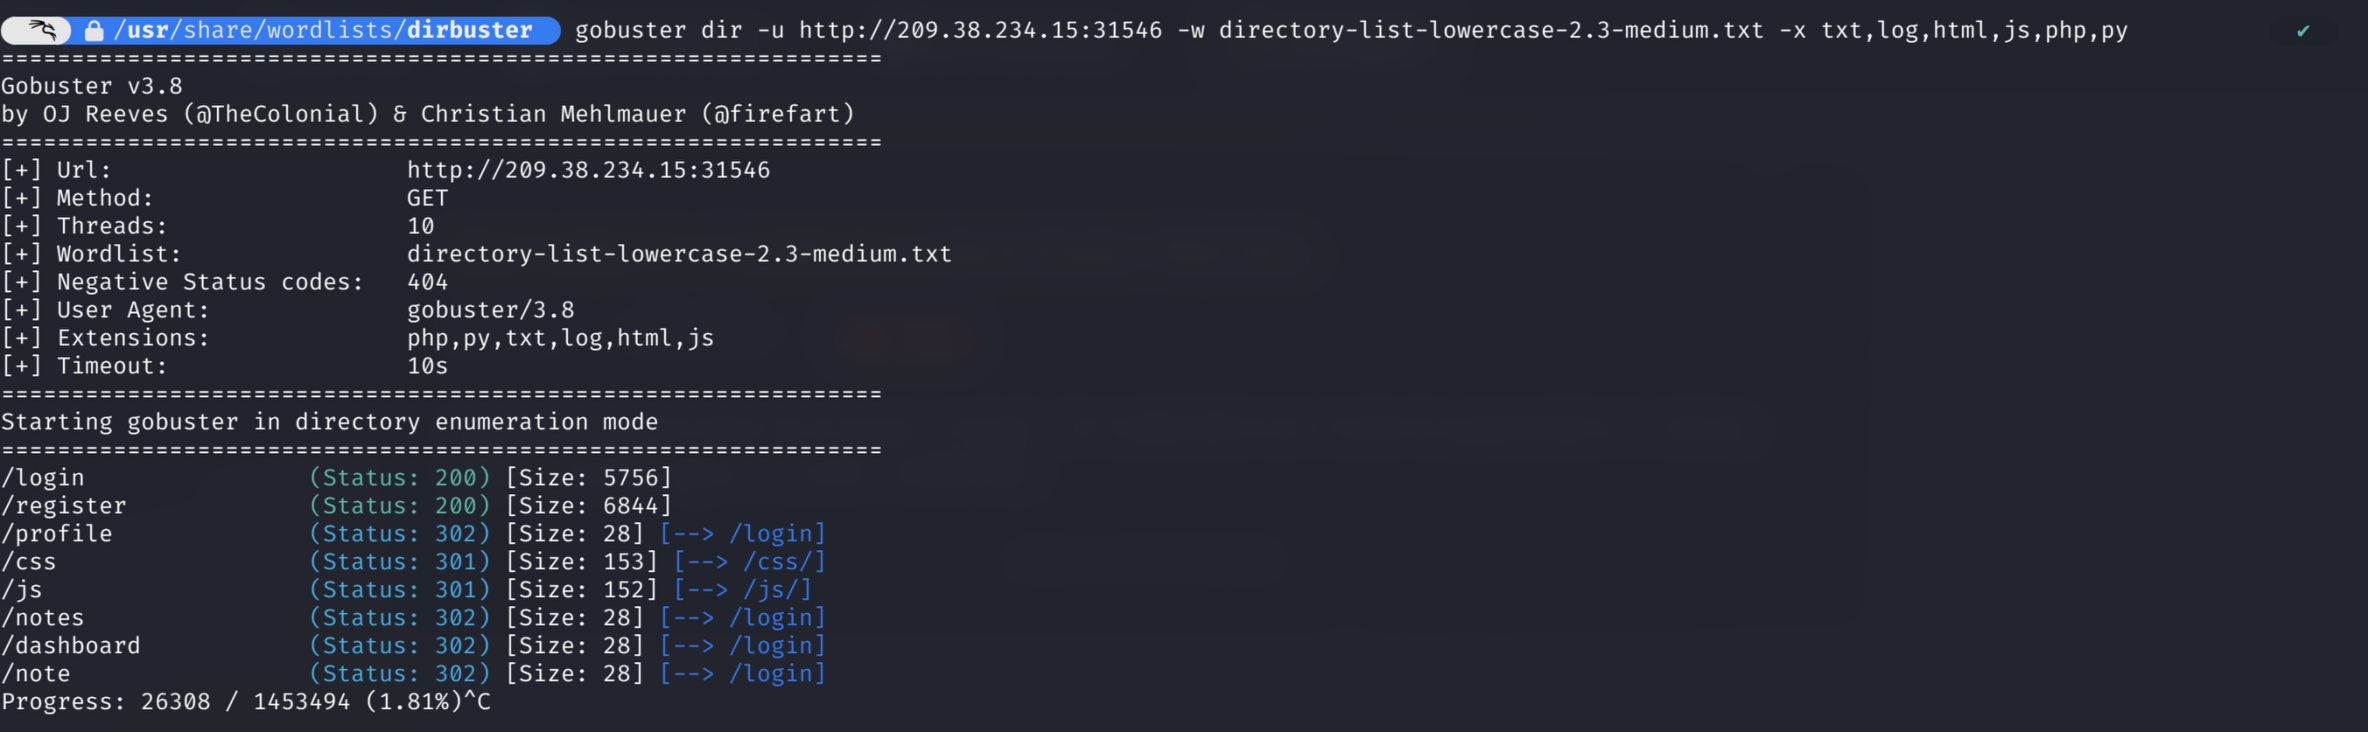 /usr/share/wordlists/dirbuster gobuster dir -u http://209.38.234.15:31546 -w directory-list-lowercase-2.3-medium.txt -x txt,log,html,js,php,py ✔
===============================================================
Gobuster v3.8
by OJ Reeves (@TheColonial) & Christian Mehlmauer (@firefart)
===============================================================
[+] Url:                     http://209.38.234.15:31546
[+] Method:                  GET
[+] Threads:                 10
[+] Wordlist:                directory-list-lowercase-2.3-medium.txt
[+] Negative Status codes:   404
[+] User Agent:              gobuster/3.8
[+] Extensions:              php,py,txt,log,html,js
[+] Timeout:                 10s
===============================================================
Starting gobuster in directory enumeration mode
===============================================================
/login                (Status: 200) [Size: 5756]
/register             (Status: 200) [Size: 6844]
/profile              (Status: 302) [Size: 28] [--> /login]
/css                  (Status: 301) [Size: 153] [--> /css/]
/js                   (Status: 301) [Size: 152] [--> /js/]
/notes                (Status: 302) [Size: 28] [--> /login]
/dashboard            (Status: 302) [Size: 28] [--> /login]
/note                 (Status: 302) [Size: 28] [--> /login]
Progress: 26308 / 1453494 (1.81%)^C